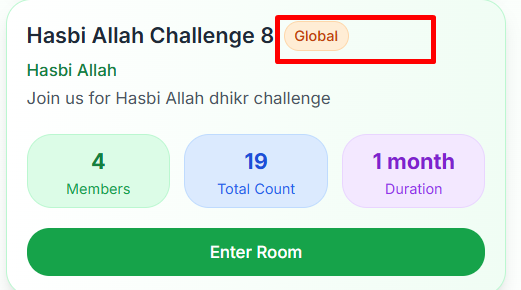 Hasbi Allah Challenge 8 Global
Hasbi Allah
Join us for Hasbi Allah dhikr challenge
4 19 1 month
Members Total Count Duration
Enter Room